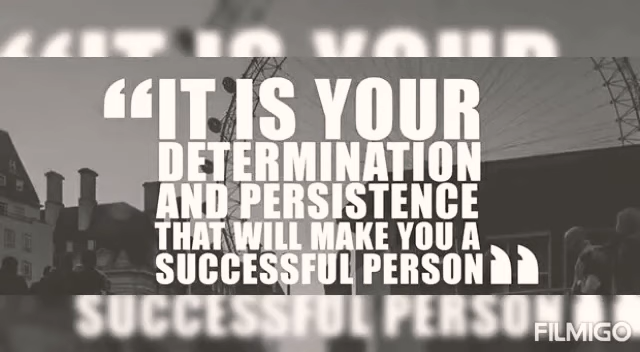 “IT IS YOUR
DETERMINATION
AND PERSISTENCE
THAT WILL MAKE YOU A
SUCCESSFUL PERSON”
FILMIGO